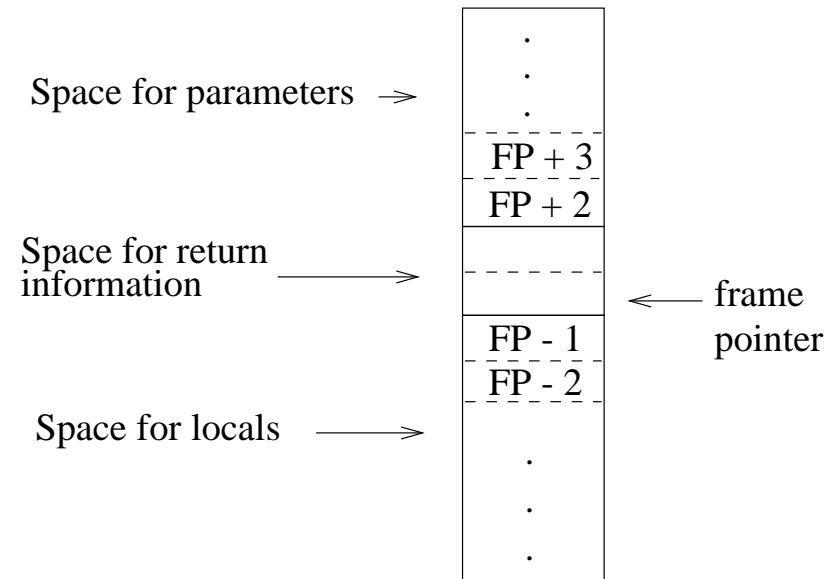 Space for parameters
FP + 3
FP + 2
Space for return
information
frame
pointer
FP - 1
FP - 2
Space for locals